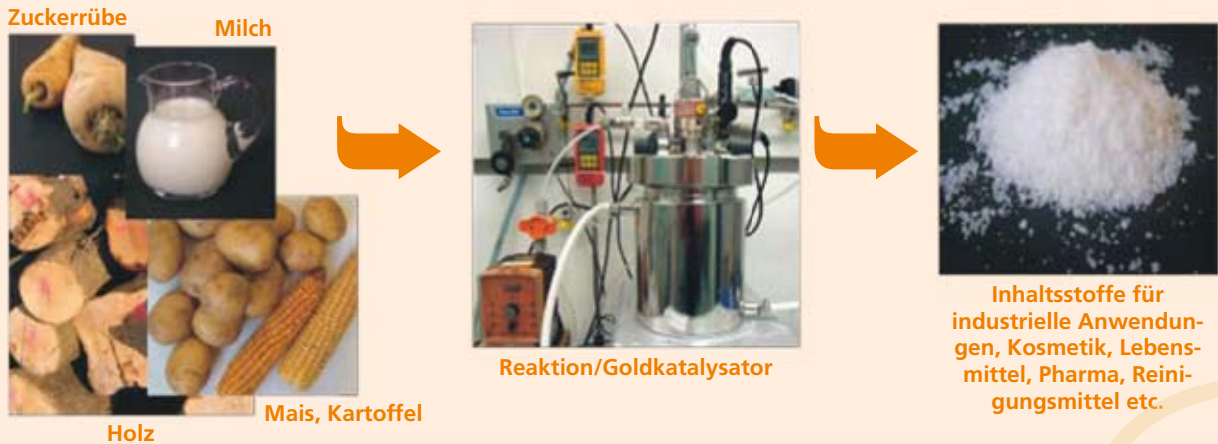 Zuckerrübe
Milch
Holz
Mais, Kartoffel
Reaktion/Goldkatalysator
Inhaltsstoffe für
industrielle Anwendun-
gen, Kosmetik, Lebens-
mittel, Pharma, Reini-
gungsmittel etc.